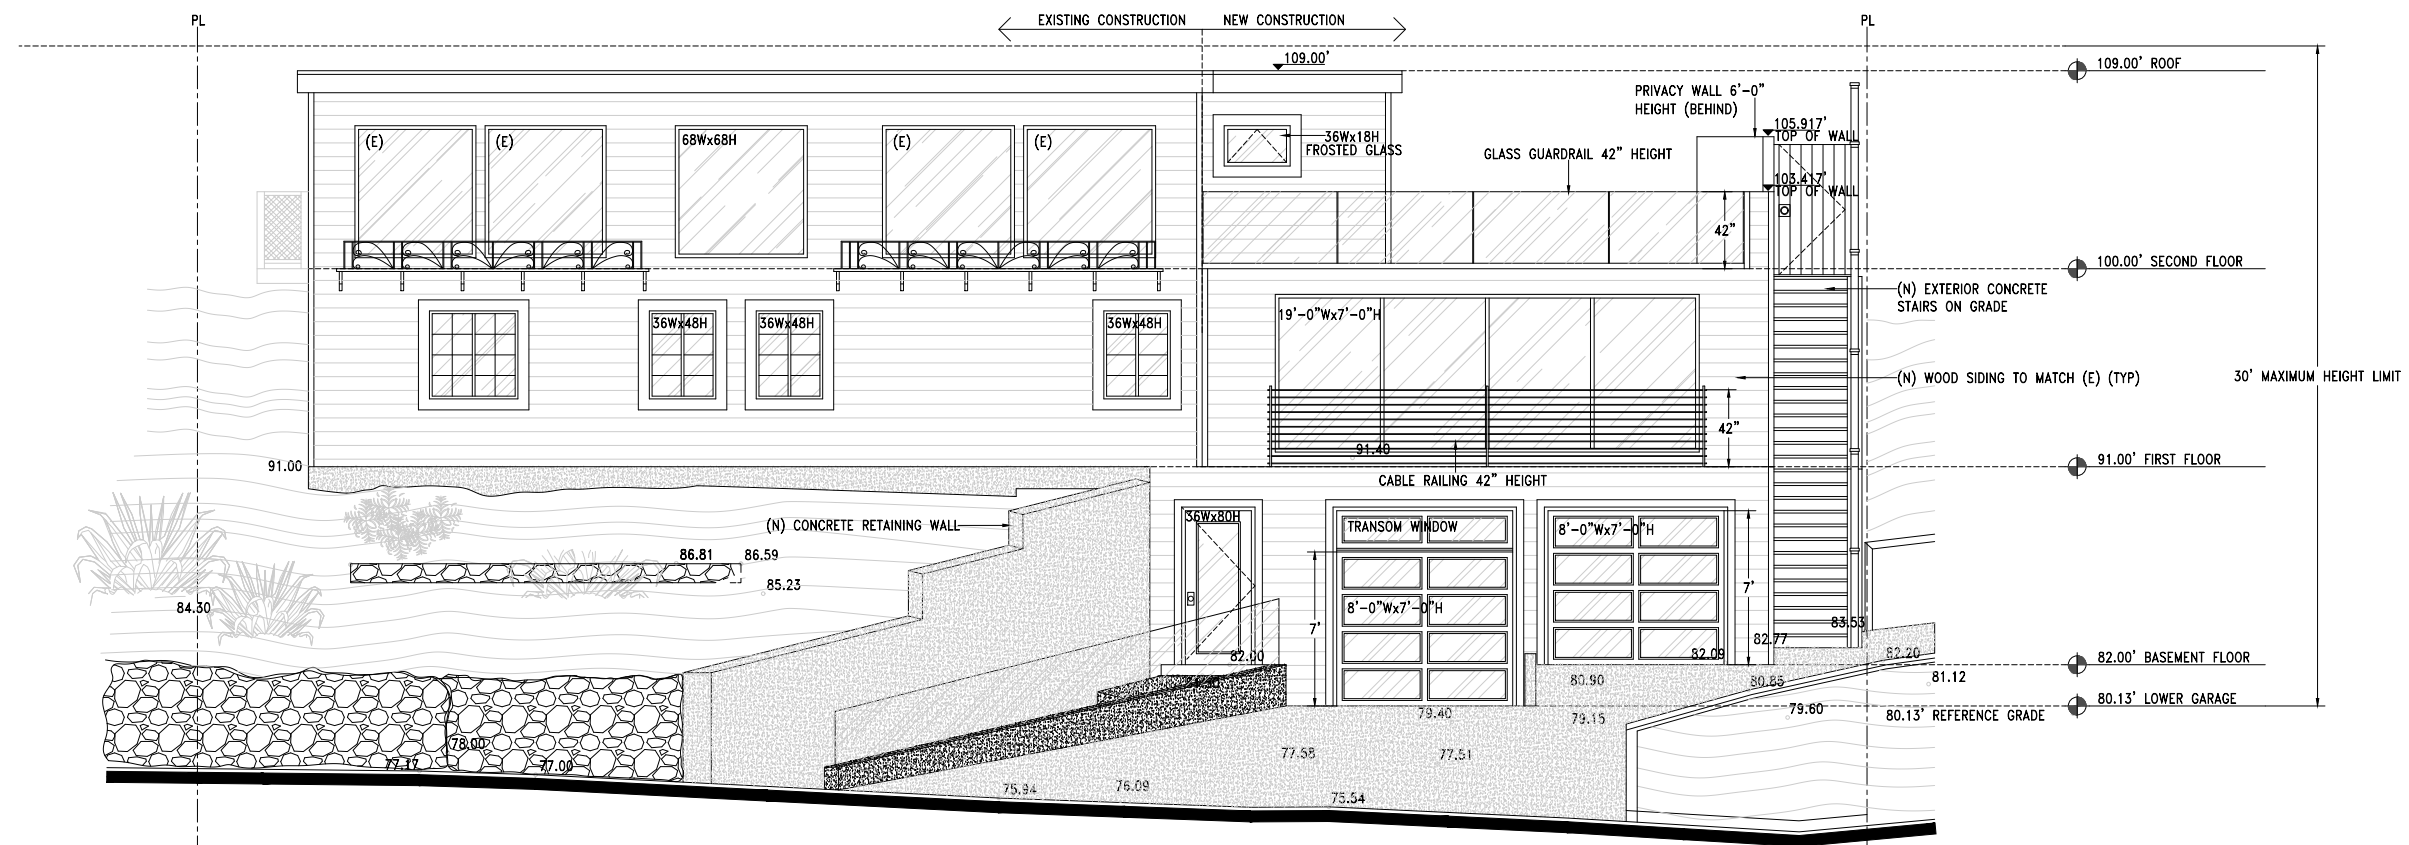 PL
EXISTING CONSTRUCTION
NEW CONSTRUCTION
PL
109.00'
109.00' ROOF
PRIVACY WALL 6'-0"
HEIGHT (BEHIND)
105.917'
TOP OF WALL
(E)
(E)
68Wx68H
(E)
(E)
36Wx18H
FROSTED GLASS
GLASS GUARDRAIL 42" HEIGHT
103.417'
TOP OF WALL
42"
100.00' SECOND FLOOR
(N) EXTERIOR CONCRETE
STAIRS ON GRADE
36Wx48H
36Wx48H
36Wx48H
19'-0"Wx7'-0"H
(N) WOOD SIDING TO MATCH (E) (TYP)
30' MAXIMUM HEIGHT LIMIT
42"
91.40
91.00
91.00' FIRST FLOOR
CABLE RAILING 42" HEIGHT
(N) CONCRETE RETAINING WALL
36Wx80H
TRANSOM WINDOW
8'-0"Wx7'-0"H
86.81
86.59
85.23
7'
84.30
8'-0"Wx7'-0"H
7'
83.53
82.77
82.00
82.09
82.20
82.00' BASEMENT FLOOR
80.90
80.85
81.12
80.13' LOWER GARAGE
79.40
79.15
79.60
80.13' REFERENCE GRADE
78.00
77.17
77.00
77.58
77.51
75.94
76.09
75.54